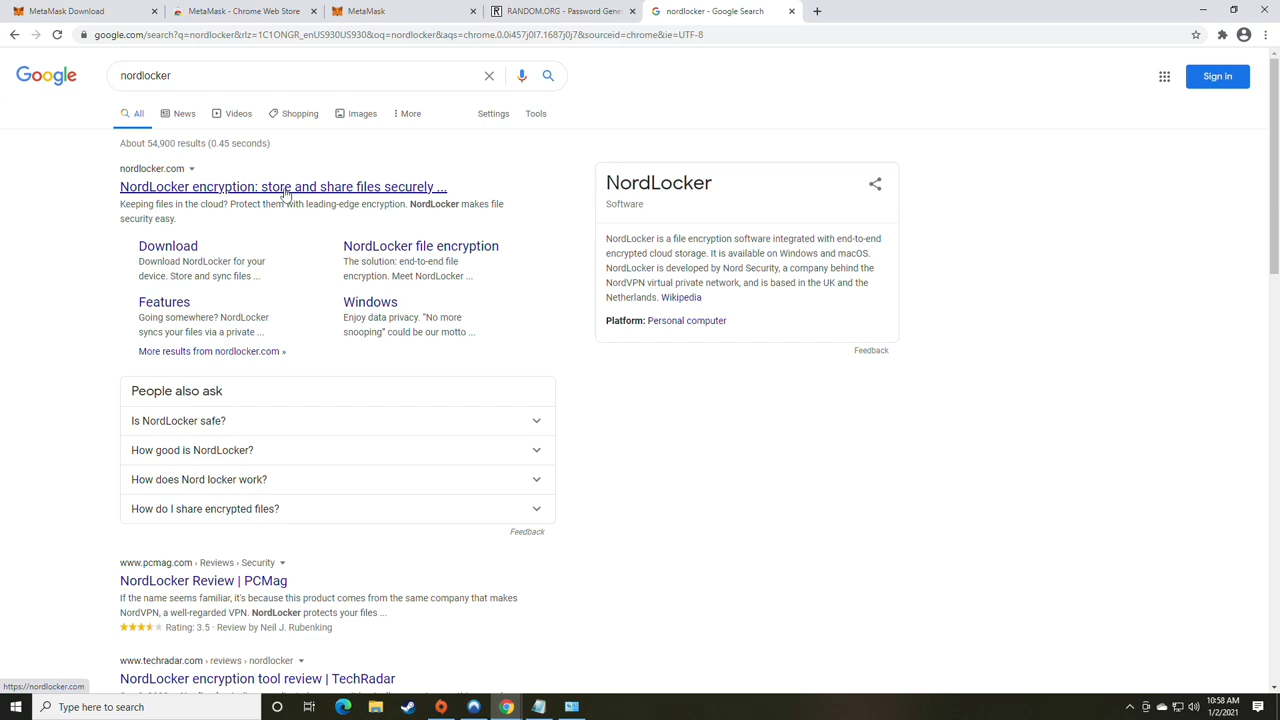 MetaMask Download
MetaMask - Chrome Web Store
MetaMask
RANDOM.ORG - Password Gene
nordlocker - Google Search
google.com/search?q=nordlocker&rlz=1C1ONGR_enUS930US930&oq=nordlocker&aqs=chrome.0.0i457j0l7.1687j0j7&sourceid=chrome&ie=UTF-8
Google
nordlocker
Sign in
All
News
Videos
Shopping
Images
More
Settings
Tools
About 54,900 results (0.45 seconds)
nordlocker.com
NordLocker encryption: store and share files securely ...
Keeping files in the cloud? Protect them with leading-edge encryption. NordLocker makes file
security easy.
Download
Download NordLocker for your
device. Store and sync files ...
NordLocker file encryption
The solution: end-to-end file
encryption. Meet NordLocker ...
Features
Going somewhere? NordLocker
syncs your files via a private ...
Windows
Enjoy data privacy. "No more
snooping" could be our motto ...
More results from nordlocker.com »
NordLocker
Software
NordLocker is a file encryption software integrated with end-to-end
encrypted cloud storage. It is available on Windows and macOS.
NordLocker is developed by Nord Security, a company behind the
NordVPN virtual private network, and is based in the UK and the
Netherlands. Wikipedia
Platform: Personal computer
Feedback
People also ask
Is NordLocker safe?
How good is NordLocker?
How does Nord locker work?
How do I share encrypted files?
Feedback
www.pcmag.com › Reviews › Security
NordLocker Review | PCMag
If the name seems familiar, it's because this product comes from the same company that makes
NordVPN, a well-regarded VPN. NordLocker protects your files ...
Rating: 3.5 · Review by Neil J. Rubenking
www.techradar.com › reviews › nordlocker
NordLocker encryption tool review | TechRadar
https://nordlocker.com
Type here to search
10:58 AM
1/2/2021